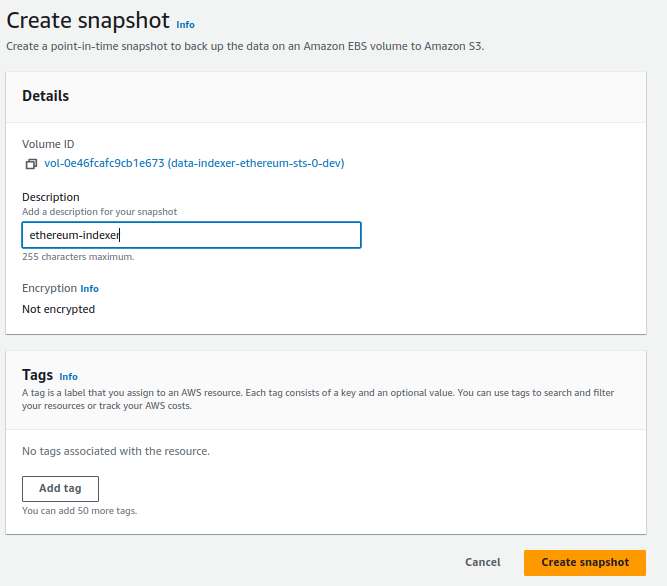 Create snapshot Info
Create a point-in-time snapshot to back up the data on an Amazon EBS volume to Amazon S3.
Details
Volume ID
vol-0e46fcafc9cb1e673 (data-indexer-ethereum-sts-0-dev)
Description
Add a description for your snapshot
ethereum-indexer
255 characters maximum.
Encryption Info
Not encrypted
Tags Info
A tag is a label that you assign to an AWS resource. Each tag consists of a key and an optional value. You can use tags to search and filter
your resources or track your AWS costs.
No tags associated with the resource.
Add tag
You can add 50 more tags.
Cancel Create snapshot